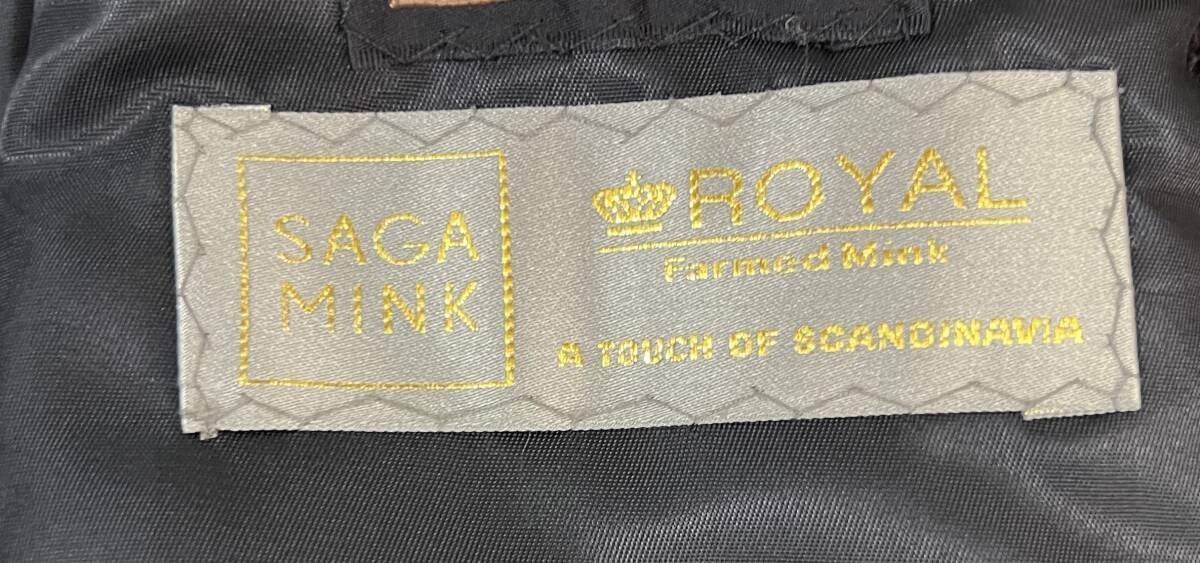 SAGA
MINK
ROYAL
Farmed Mink
A TOUCH OF SCANDINAVIA